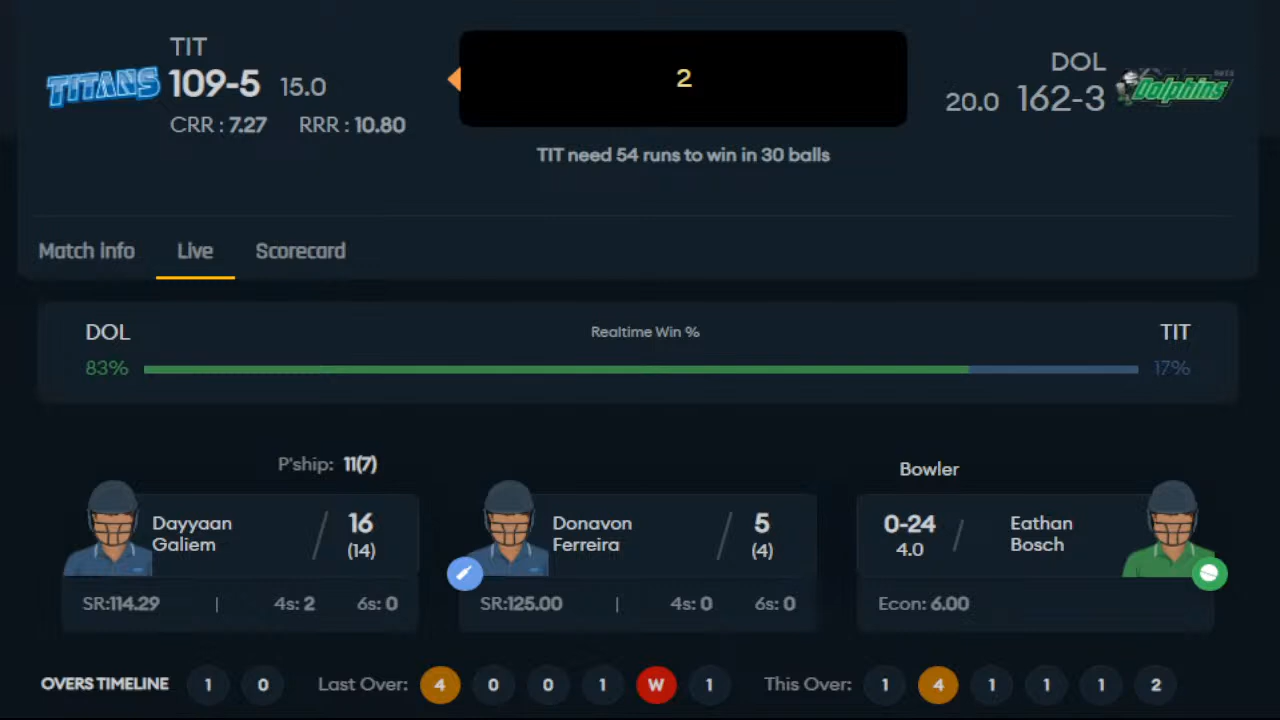 TIT
TITANS 109-5 15.0
CRR : 7.27 RRR : 10.80
2
DOL
20.0 162-3 Dolphins
TIT need 54 runs to win in 30 balls
Match info Live Scorecard
DOL Realtime Win % TIT
83% 17%
P'ship: 11(7)
Dayyaan
Galiem
16
(14)
SR:114.29 | 4s: 2 6s: 0
Donavon
Ferreira
5
(4)
SR:125.00 | 4s: 0 6s: 0
Bowler
0-24
4.0
Eathan
Bosch
Econ: 6.00
OVERS TIMELINE 1 0 Last Over: 4 0 0 1 W 1 This Over: 1 4 1 1 1 2